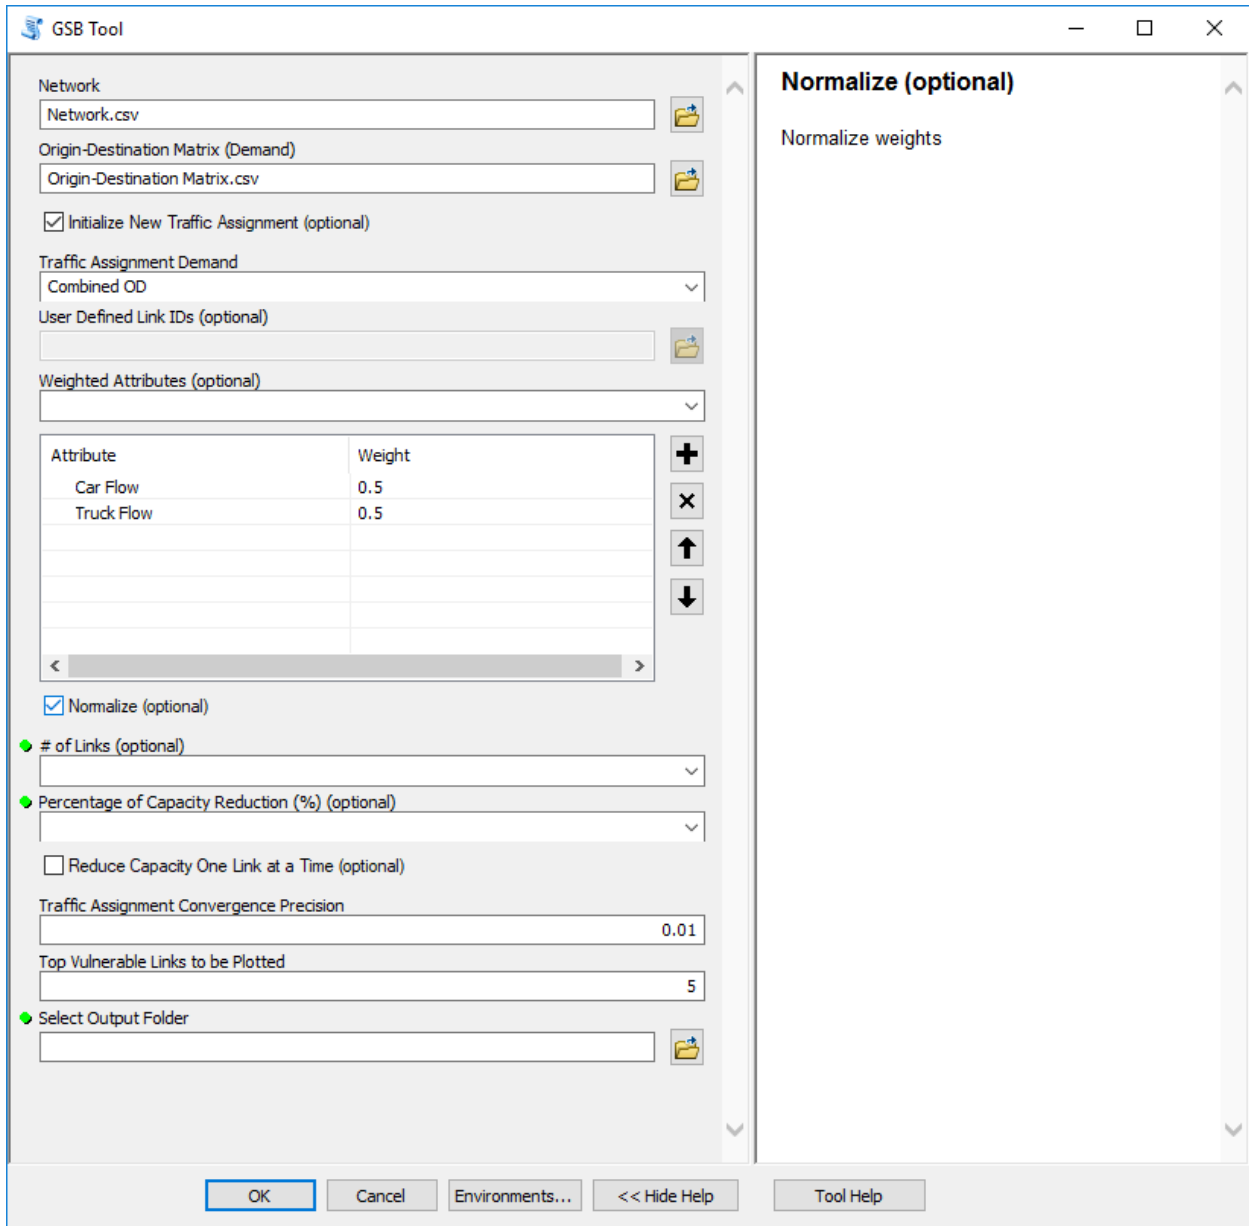 GSB Tool
Network
Network.csv
Origin-Destination Matrix (Demand)
Origin-Destination Matrix.csv
Initialize New Traffic Assignment (optional)
Traffic Assignment Demand
Combined OD
User Defined Link IDs (optional)
Weighted Attributes (optional)
Attribute Weight
Car Flow 0.5
Truck Flow 0.5
Normalize (optional)
# of Links (optional)
Percentage of Capacity Reduction (%) (optional)
Reduce Capacity One Link at a Time (optional)
Traffic Assignment Convergence Precision
0.01
Top Vulnerable Links to be Plotted
5
Select Output Folder
Normalize (optional)
Normalize weights
OK Cancel Environments... << Hide Help Tool Help